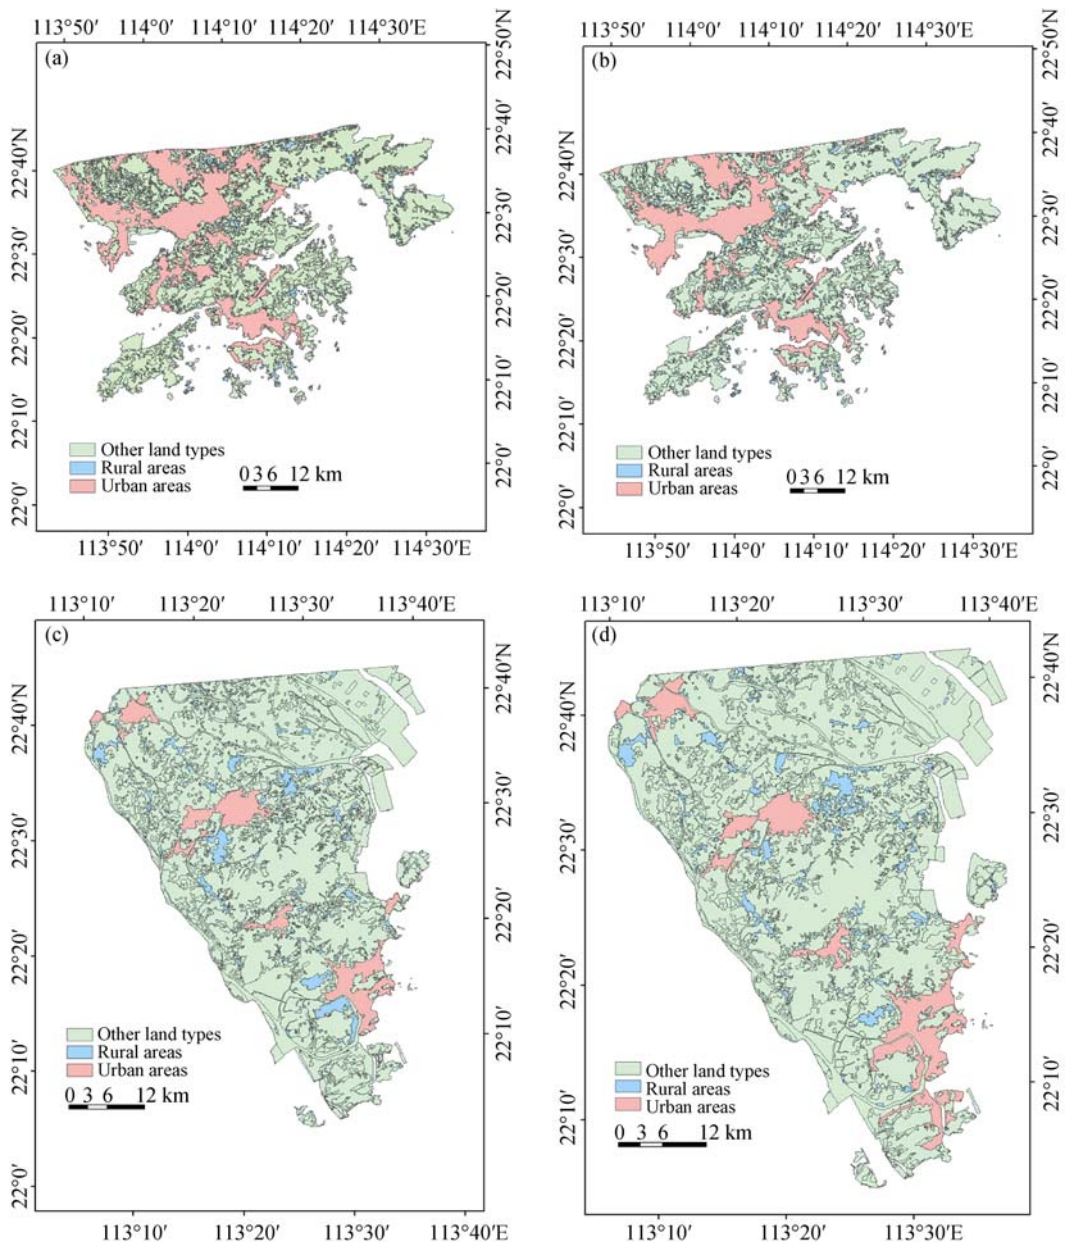 113°50′ 114°0′ 114°10′ 114°20′ 114°30′E
(a)
22°50′N
22°40′
22°30′
22°20′
22°10′
22°0′
22°40′N
22°30′
22°20′
22°10′
22°0′
Other land types
Rural areas
Urban areas
0 3 6 12 km
113°50′ 114°0′ 114°10′ 114°20′ 114°30′E
113°50′ 114°0′ 114°10′ 114°20′ 114°30′E
(b)
22°50′N
22°40′
22°30′
22°20′
22°10′
22°0′
22°40′N
22°30′
22°20′
22°10′
22°0′
Other land types
Rural areas
Urban areas
0 3 6 12 km
113°50′ 114°0′ 114°10′ 114°20′ 114°30′E
113°10′ 113°20′ 113°30′ 113°40′E
(c)
22°40′N
22°30′
22°20′
22°10′
22°40′N
22°30′
22°20′
22°10′
22°0′
Other land types
Rural areas
Urban areas
0 3 6 12 km
113°10′ 113°20′ 113°30′ 113°40′E
113°10′ 113°20′ 113°30′ 113°40′E
(d)
22°40′N
22°30′
22°20′
22°10′
22°40′N
22°30′
22°20′
22°10′
Other land types
Rural areas
Urban areas
0 3 6 12 km
113°10′ 113°20′ 113°30′E